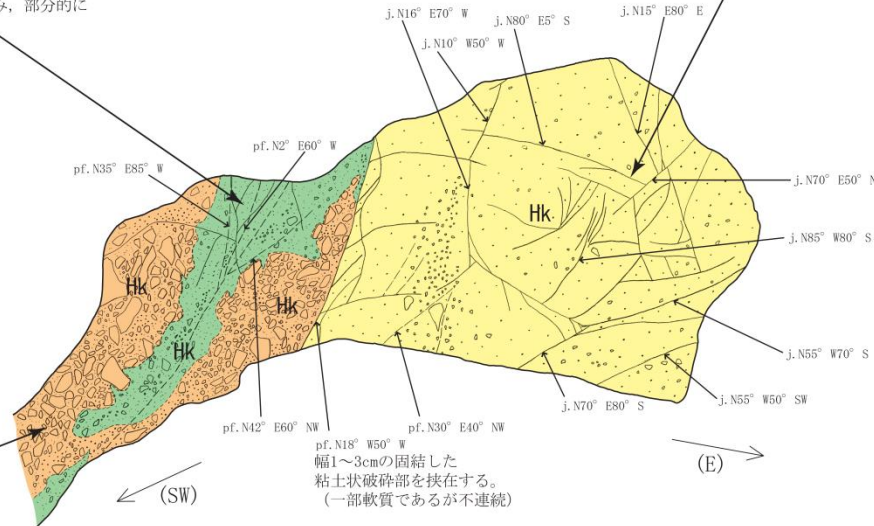 み，部分的に
j.N16° E70° W
j.N10° W50° W
j.N80° E5° S
j.N15° E80° E
pf.N2° E60° W
pf.N35° E85° W
j.N70° E50° N
Hk
j.N85° W80° S
Hk
Hk
Hk
j.N55° W70° S
j.N55° W50° SW
j.N70° E80° S
pf.N42° E60° NW
pf.N30° E40° NW
pf.N18° W50° W
幅1～3cmの固結した
粘土状破砕部を挟在する。
（一部軟質であるが不連続）
(SW)
(E)